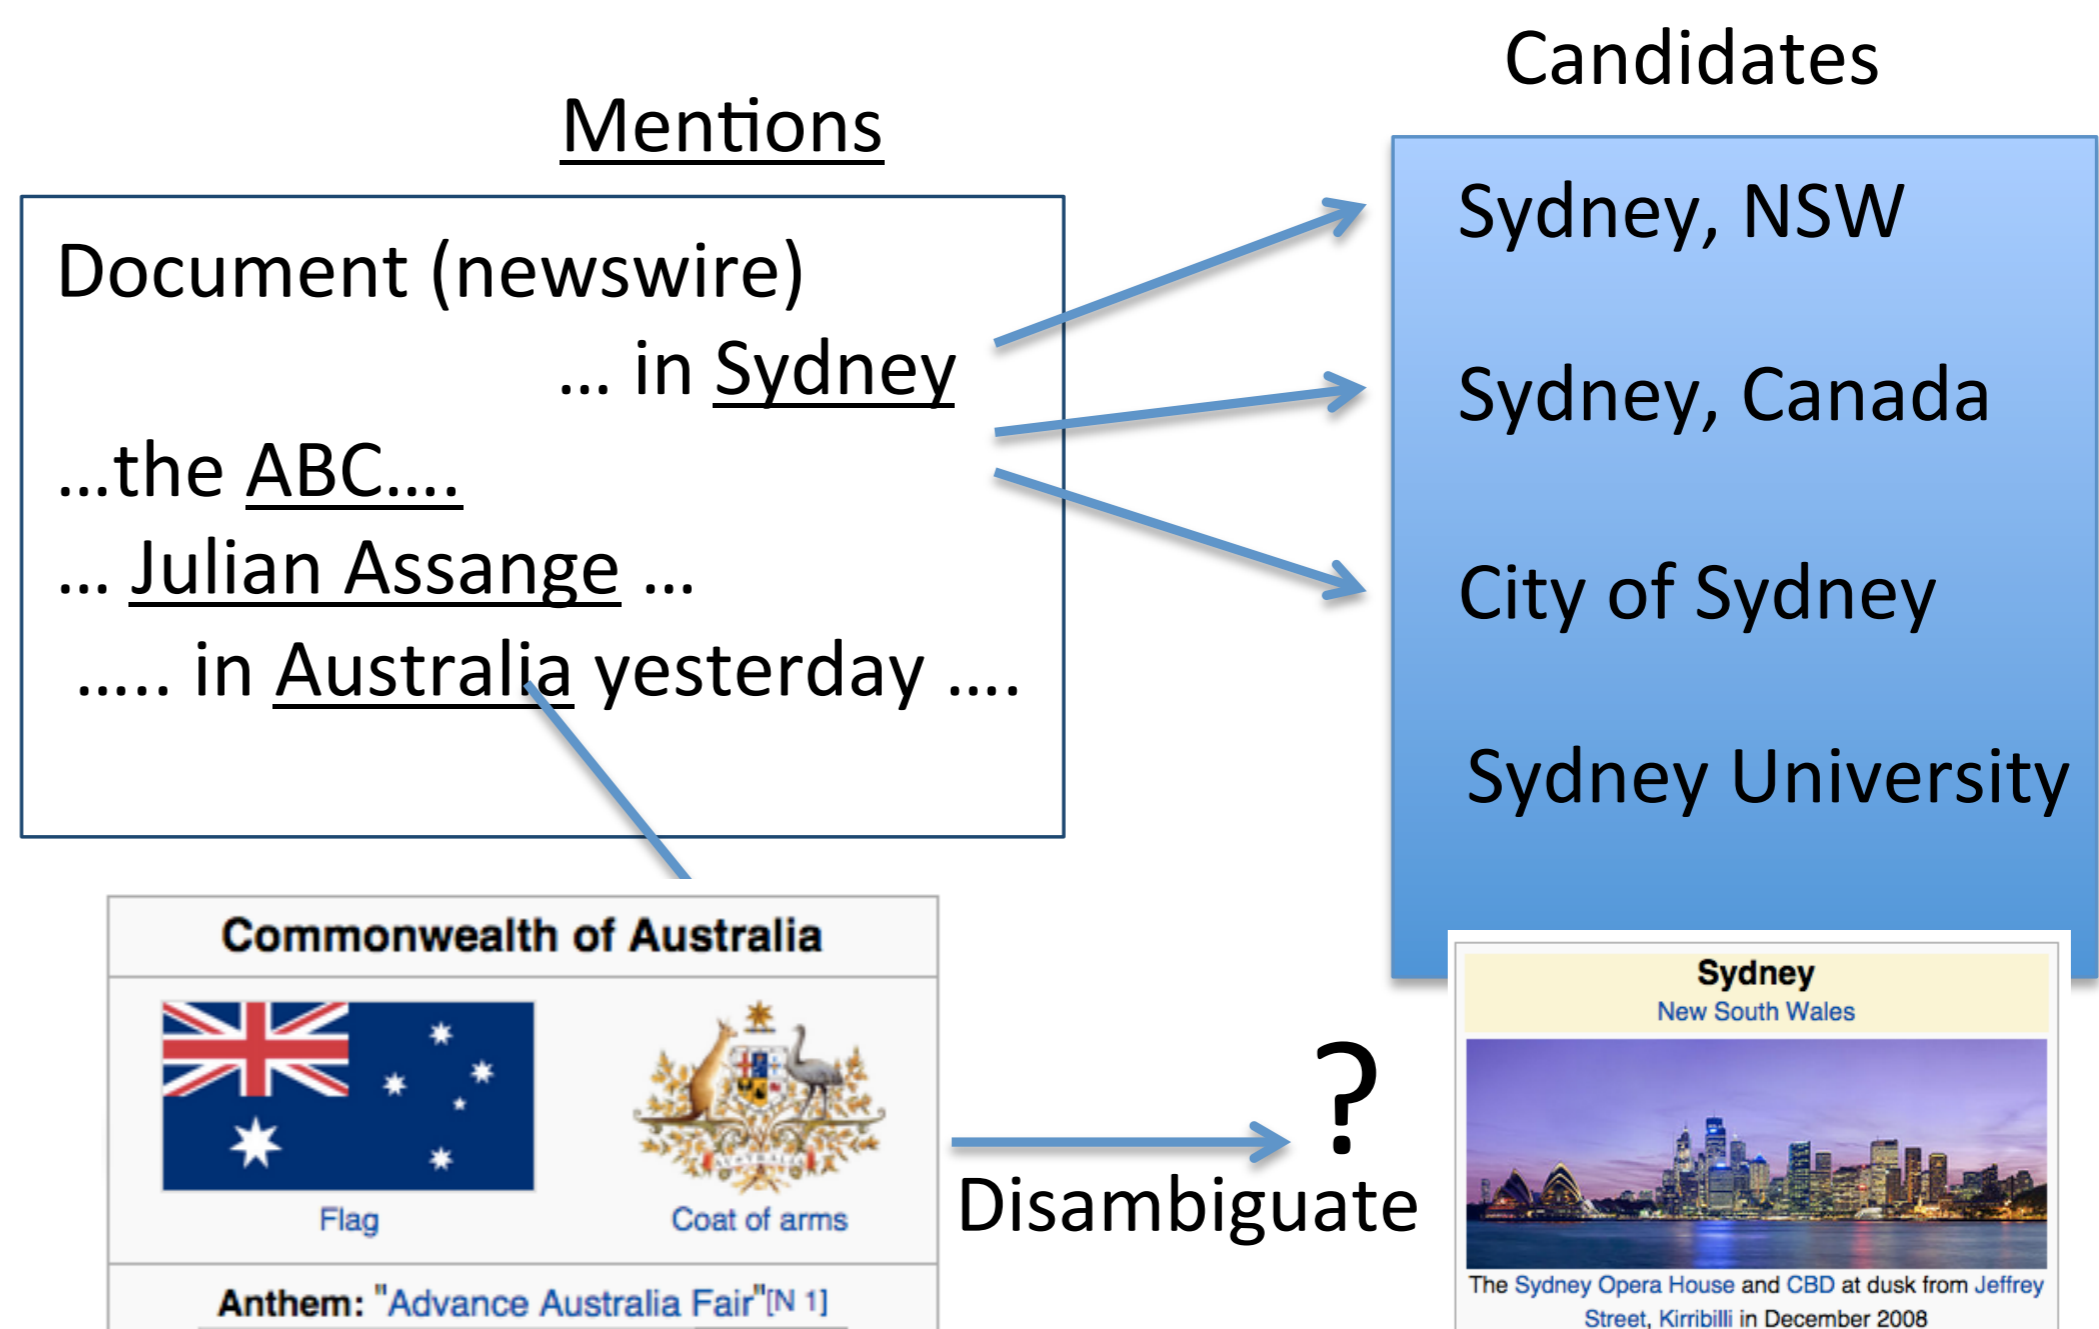 Mentions
Document (newswire)
... in Sydney
...the ABC....
... Julian Assange ...
..... in Australia yesterday ....
Candidates
Sydney, NSW
Sydney, Canada
City of Sydney
Sydney University
Commonwealth of Australia
Flag
Coat of arms
Anthem: "Advance Australia Fair"[N 1]
?
Disambiguate
Sydney
New South Wales
The Sydney Opera House and CBD at dusk from Jeffrey
Street, Kirribilli in December 2008